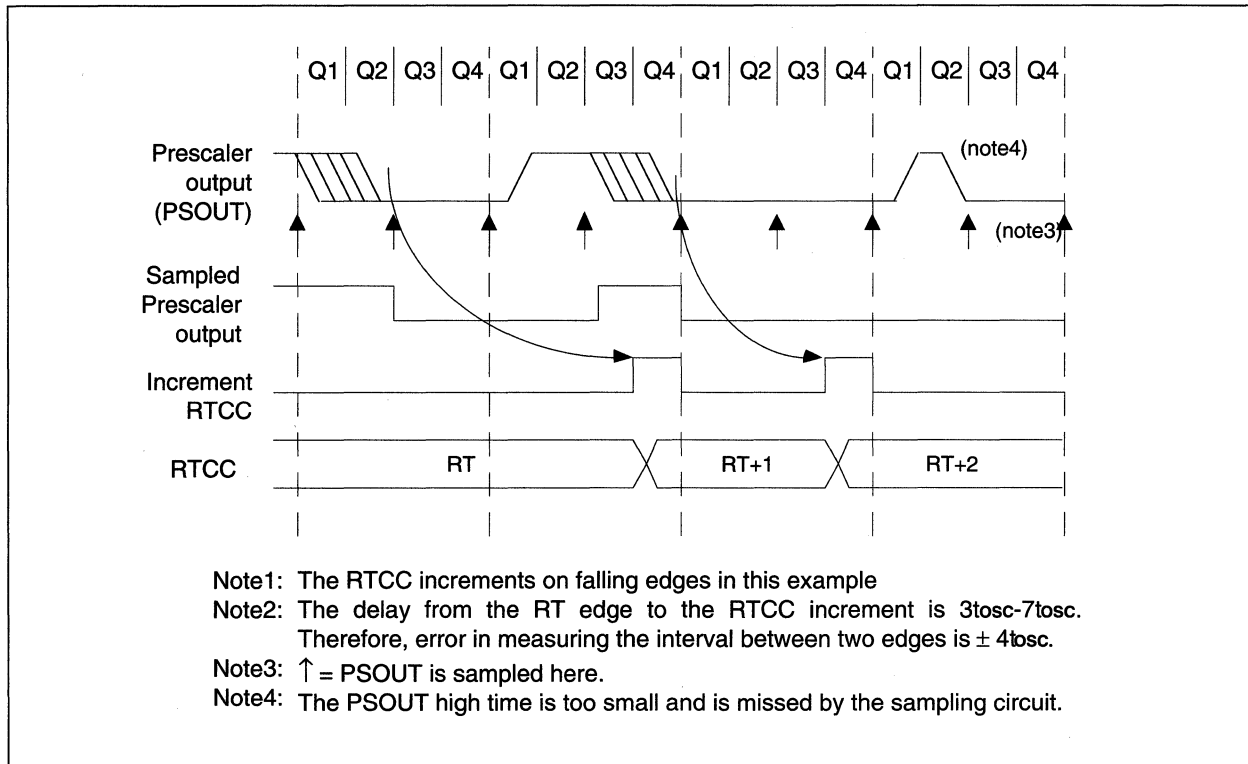 Q1 Q2 Q3 Q4 Q1 Q2 Q3 Q4 Q1 Q2 Q3 Q4 Q1 Q2 Q3 Q4
Prescaler
output
(PSOUT)
(note4)
(note3)
Sampled
Prescaler
output
Increment
RTCC
RTCC
RT
RT+1
RT+2
Note1: The RTCC increments on falling edges in this example
Note2: The delay from the RT edge to the RTCC increment is 3tosc-7tosc.
Therefore, error in measuring the interval between two edges is ± 4tosc.
Note3: ↑ = PSOUT is sampled here.
Note4: The PSOUT high time is too small and is missed by the sampling circuit.